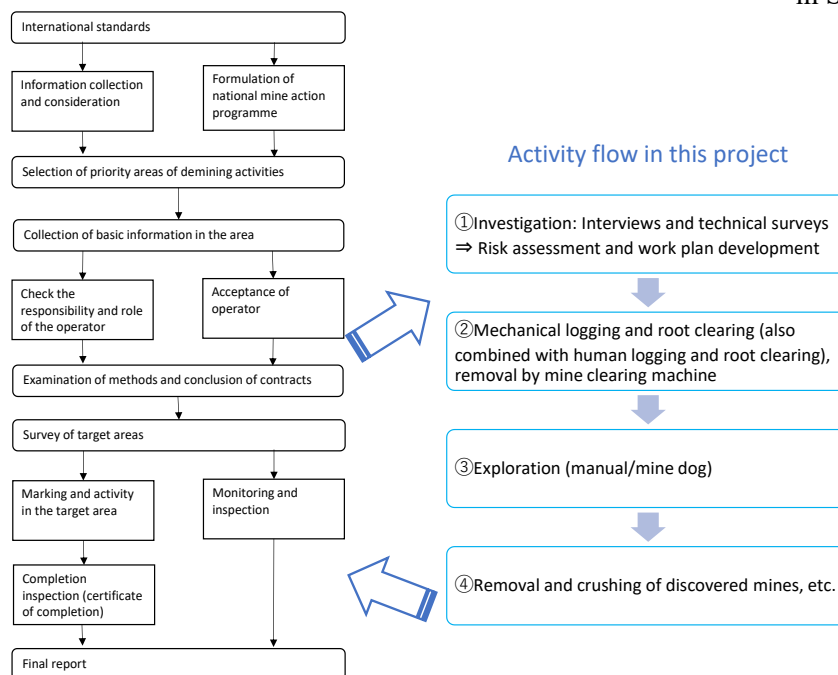 in S
International standards
Information collection
and consideration
Formulation of
national mine action
programme
Selection of priority areas of demining activities
Collection of basic information in the area
Check the
responsibility and role
of the operator
Acceptance of
operator
Examination of methods and conclusion of contracts
Survey of target areas
Marking and activity
in the target area
Monitoring and
inspection
Completion
inspection (certificate
of completion)
Final report
Activity flow in this project
①Investigation: Interviews and technical surveys
⇒ Risk assessment and work plan development
②Mechanical logging and root clearing (also
combined with human logging and root clearing),
removal by mine clearing machine
③Exploration (manual/mine dog)
④Removal and crushing of discovered mines, etc.